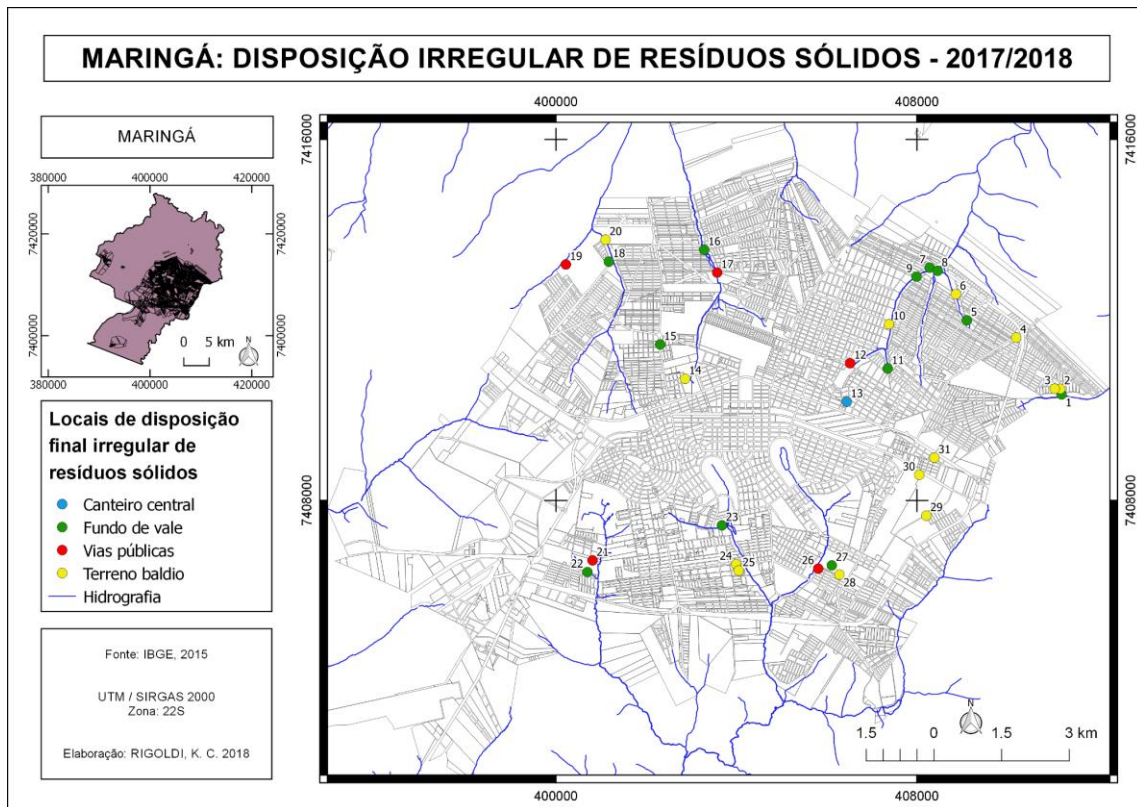 MARINGÁ: DISPOSIÇÃO IRREGULAR DE RESÍDUOS SÓLIDOS - 2017/2018
MARINGÁ
380000 400000 420000
7420000 7420000
7400000 7400000
0 5 km N
380000 400000 420000
Locais de disposição
final irregular de
resíduos sólidos
Canteiro central
Fundo de vale
Vias públicas
Terreno baldio
Hidrografia
Fonte: IBGE, 2015
UTM / SIRGAS 2000
Zona: 22S
Elaboração: RIGOLDI, K. C. 2018
400000 408000
7416000 7416000
20
16
19 18 17
7 8
9
6
5
10
4
15
12
11
14
3 2
13
1
31
30
7408000 7408000
29
23
21
22
24 25
26 27
28
N
1.5 0 1.5 3 km
400000 408000